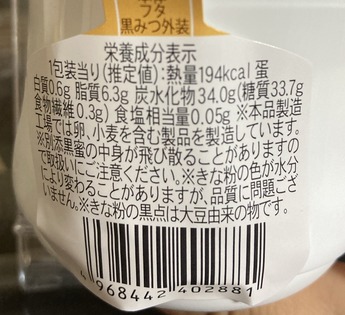 フタ
黒みつ外装
栄養成分表示
1包装当り(推定値):熱量194kcal 蛋
白質0.6g 脂質6.3g 炭水化物34.0g(糖質33.7g
食物繊維0.3g) 食塩相当量0.05g ※本品製造
工場では卵、小麦を含む製品を製造しています。
※別添黒蜜の中身が飛び散ることがありますの
で取扱いにご注意ください。※きな粉の色が水分
により変わることがありますが、品質に問題ござ
いません。※きな粉の黒点は大豆由来の物です。
4968442402881